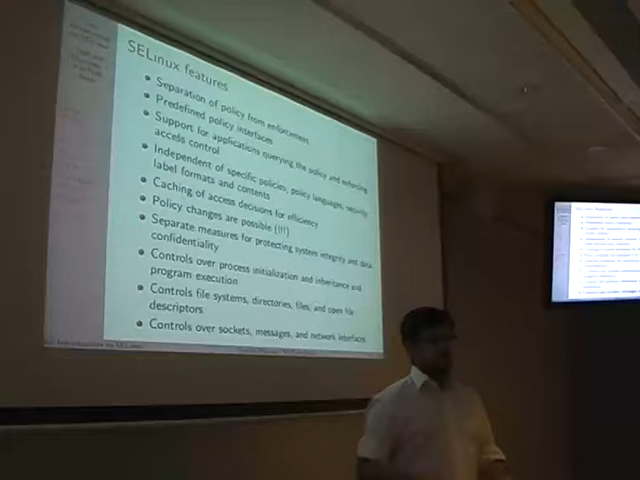 SELinux features
Separation of policy from enforcement
Predefined policy interfaces
Support for applications querying the policy and enforcing
access control
Independent of specific policies, policy languages, security
label formats and contents
Caching of access decisions for efficiency
Policy changes are possible (!!!)
Separate measures for protecting system integrity and data
confidentiality
Controls over process initialization and inheritance and
program execution
Controls file systems, directories, files, and open file
descriptors
Controls over sockets, messages, and network interfaces
Introduction to SELinux